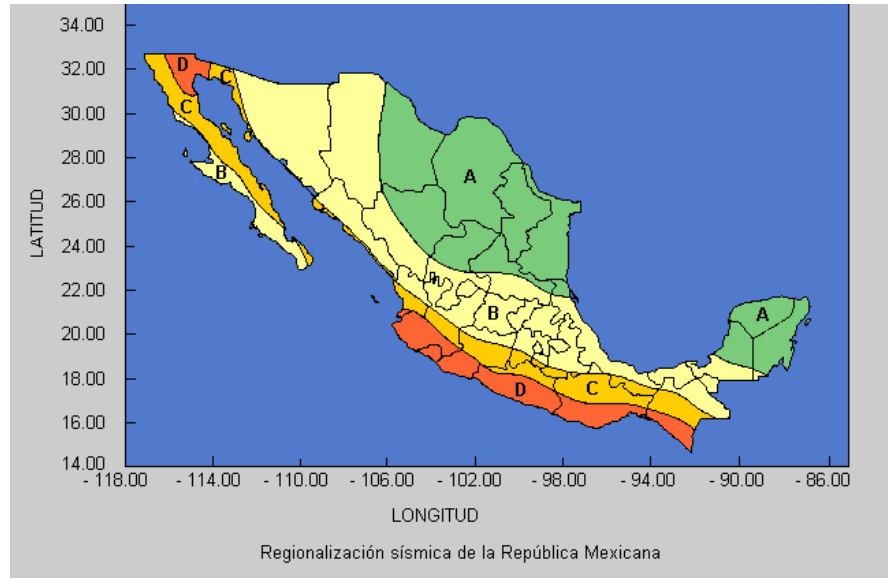 34.00
32.00
30.00
28.00
26.00
24.00
22.00
20.00
18.00
16.00
14.00
LATITUD
D
C
C
B
A
A
B
C
D
- 118.00 - 114.00 - 110.00 - 106.00 - 102.00 - 98.00 - 94.00 - 90.00 - 86.00
LONGITUD
Regionalización sísmica de la República Mexicana